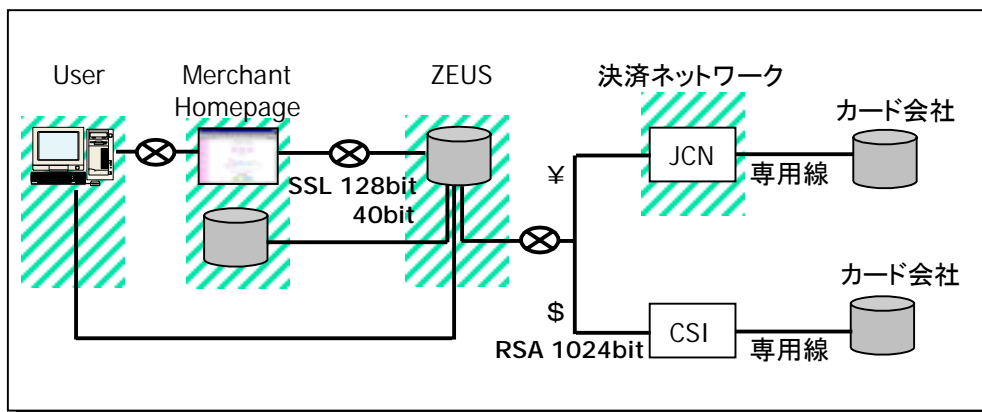 User
Merchant
Homepage
ZEUS
決済ネットワーク
カード会社
JCN
専用線
SSL 128bit
40bit
¥
カード会社
$
RSA 1024bit
CSI
専用線